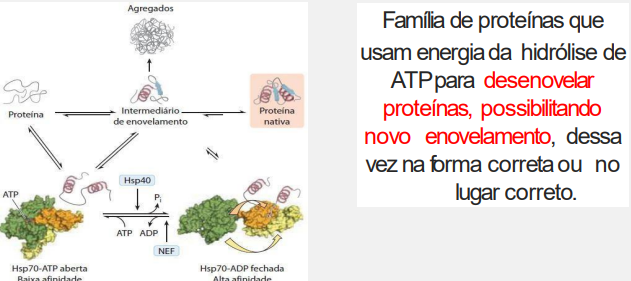 Agregados
Proteína
Intermediário
de enovelamento
Proteína
nativa
Hsp40
ATP
Pi
ATP
ADP
NEF
Hsp70-ATP aberta
Baixa afinidade
Hsp70-ADP fechada
Alta afinidade
Família de proteínas que
usam energia da hidrólise de
ATP para desenovelar
proteínas, possibilitando
novo enovelamento, dessa
vez na forma correta ou no
lugar correto.